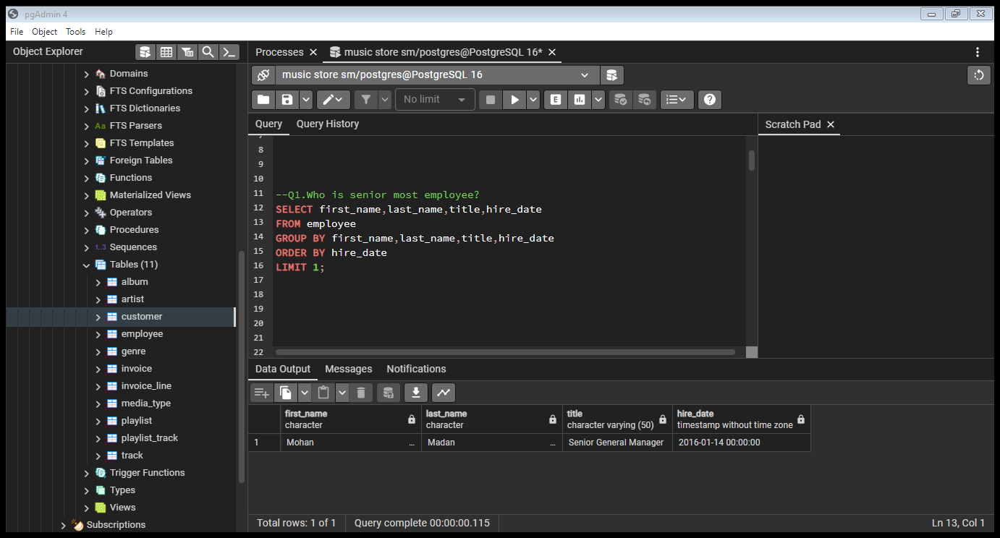 pgAdmin 4
File Object Tools Help
Object Explorer
Processes
music store sm/postgres@PostgreSQL 16*
music store sm/postgres@PostgreSQL 16
No limit
E
Query
Query History
Scratch Pad
Domains
FTS Configurations
FTS Dictionaries
Aa FTS Parsers
FTS Templates
Foreign Tables
Functions
Materialized Views
Operators
Procedures
1..3 Sequences
Tables (11)
album
artist
customer
employee
genre
invoice
invoice_line
media_type
playlist
playlist_track
track
Trigger Functions
Types
Views
Subscriptions
8
9
10
11 --Q1.Who is senior most employee?
12 SELECT first_name,last_name,title,hire_date
13 FROM employee
14 GROUP BY first_name,last_name,title,hire_date
15 ORDER BY hire_date
16 LIMIT 1;
17
18
19
20
21
22
Data Output Messages Notifications
first_name last_name title hire_date
character character character varying (50) timestamp without time zone
1 Mohan ... Madan ... Senior General Manager 2016-01-14 00:00:00
Total rows: 1 of 1 Query complete 00:00:00.115 Ln 13, Col 1